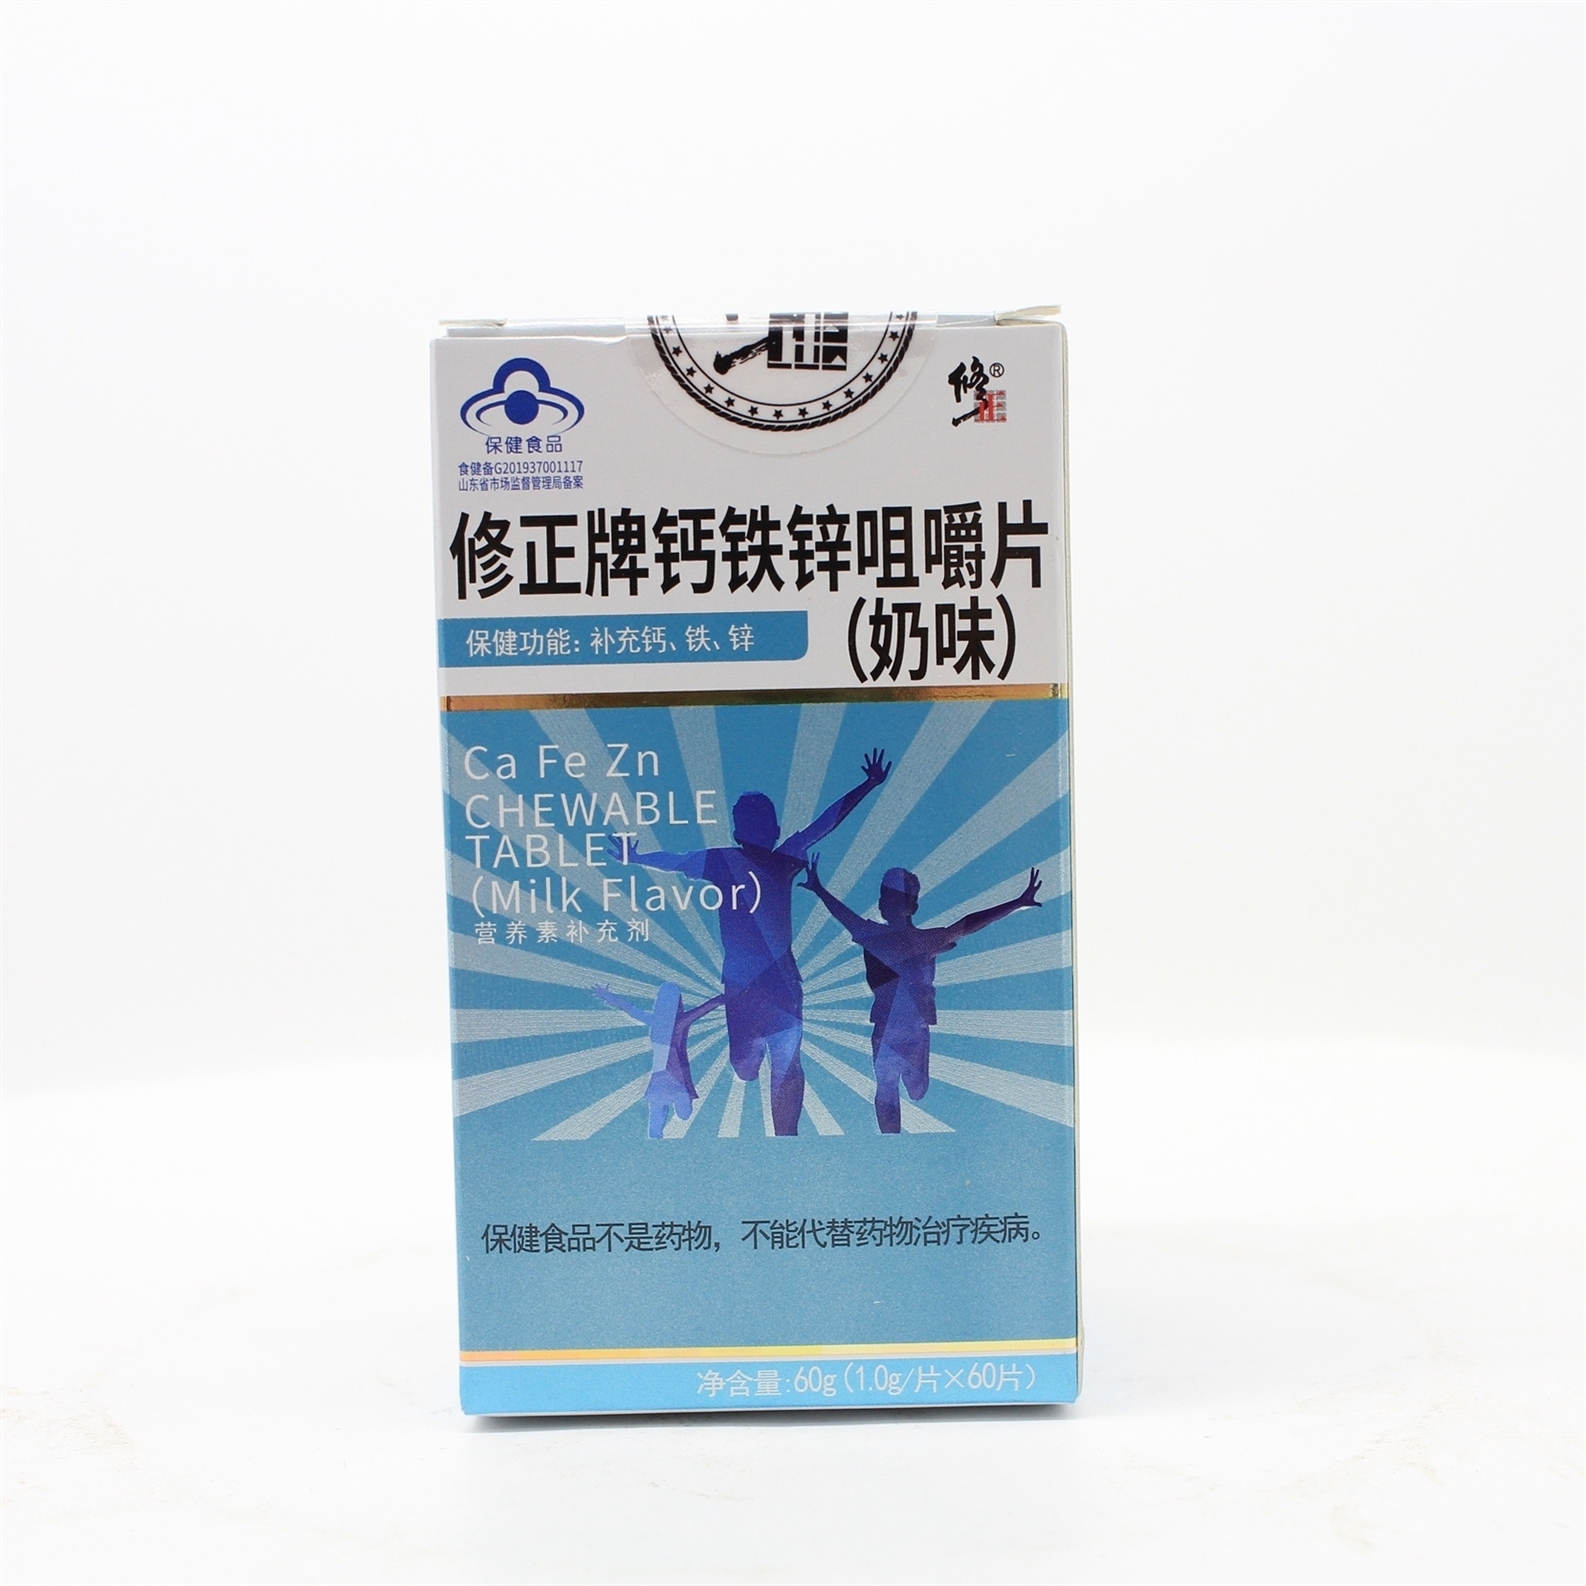 修正®
保健食品
食健备G201937001117
山东省市场监督管理局备案
修正牌钙铁锌咀嚼片
(奶味)
保健功能：补充钙、铁、锌
Ca Fe Zn
CHEWABLE
TABLET
(Milk Flavor)
营养素补充剂
保健食品不是药物，不能代替药物治疗疾病。
净含量:60g(1.0g/片×60片)